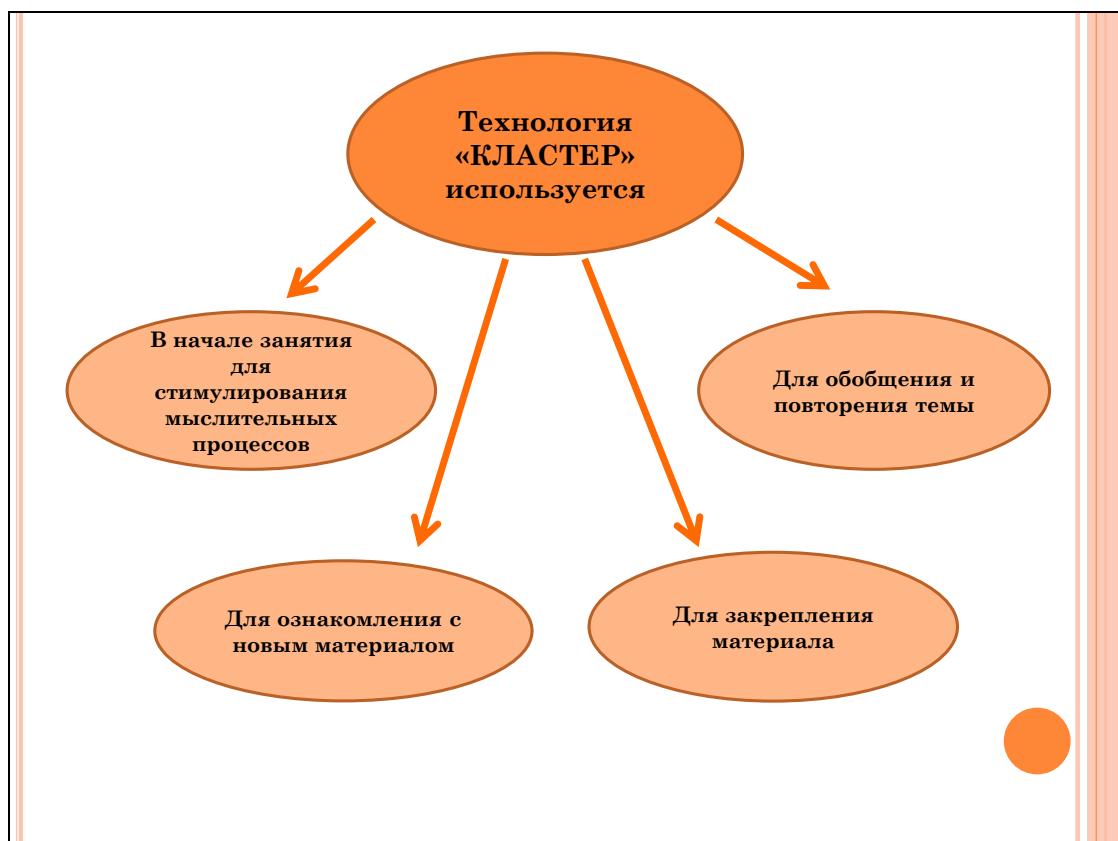 Технология
«КЛАСТЕР»
используется
В начале занятия
для
стимулирования
мыслительных
процессов
Для обобщения и
повторения темы
Для ознакомления с
новым материалом
Для закрепления
материала